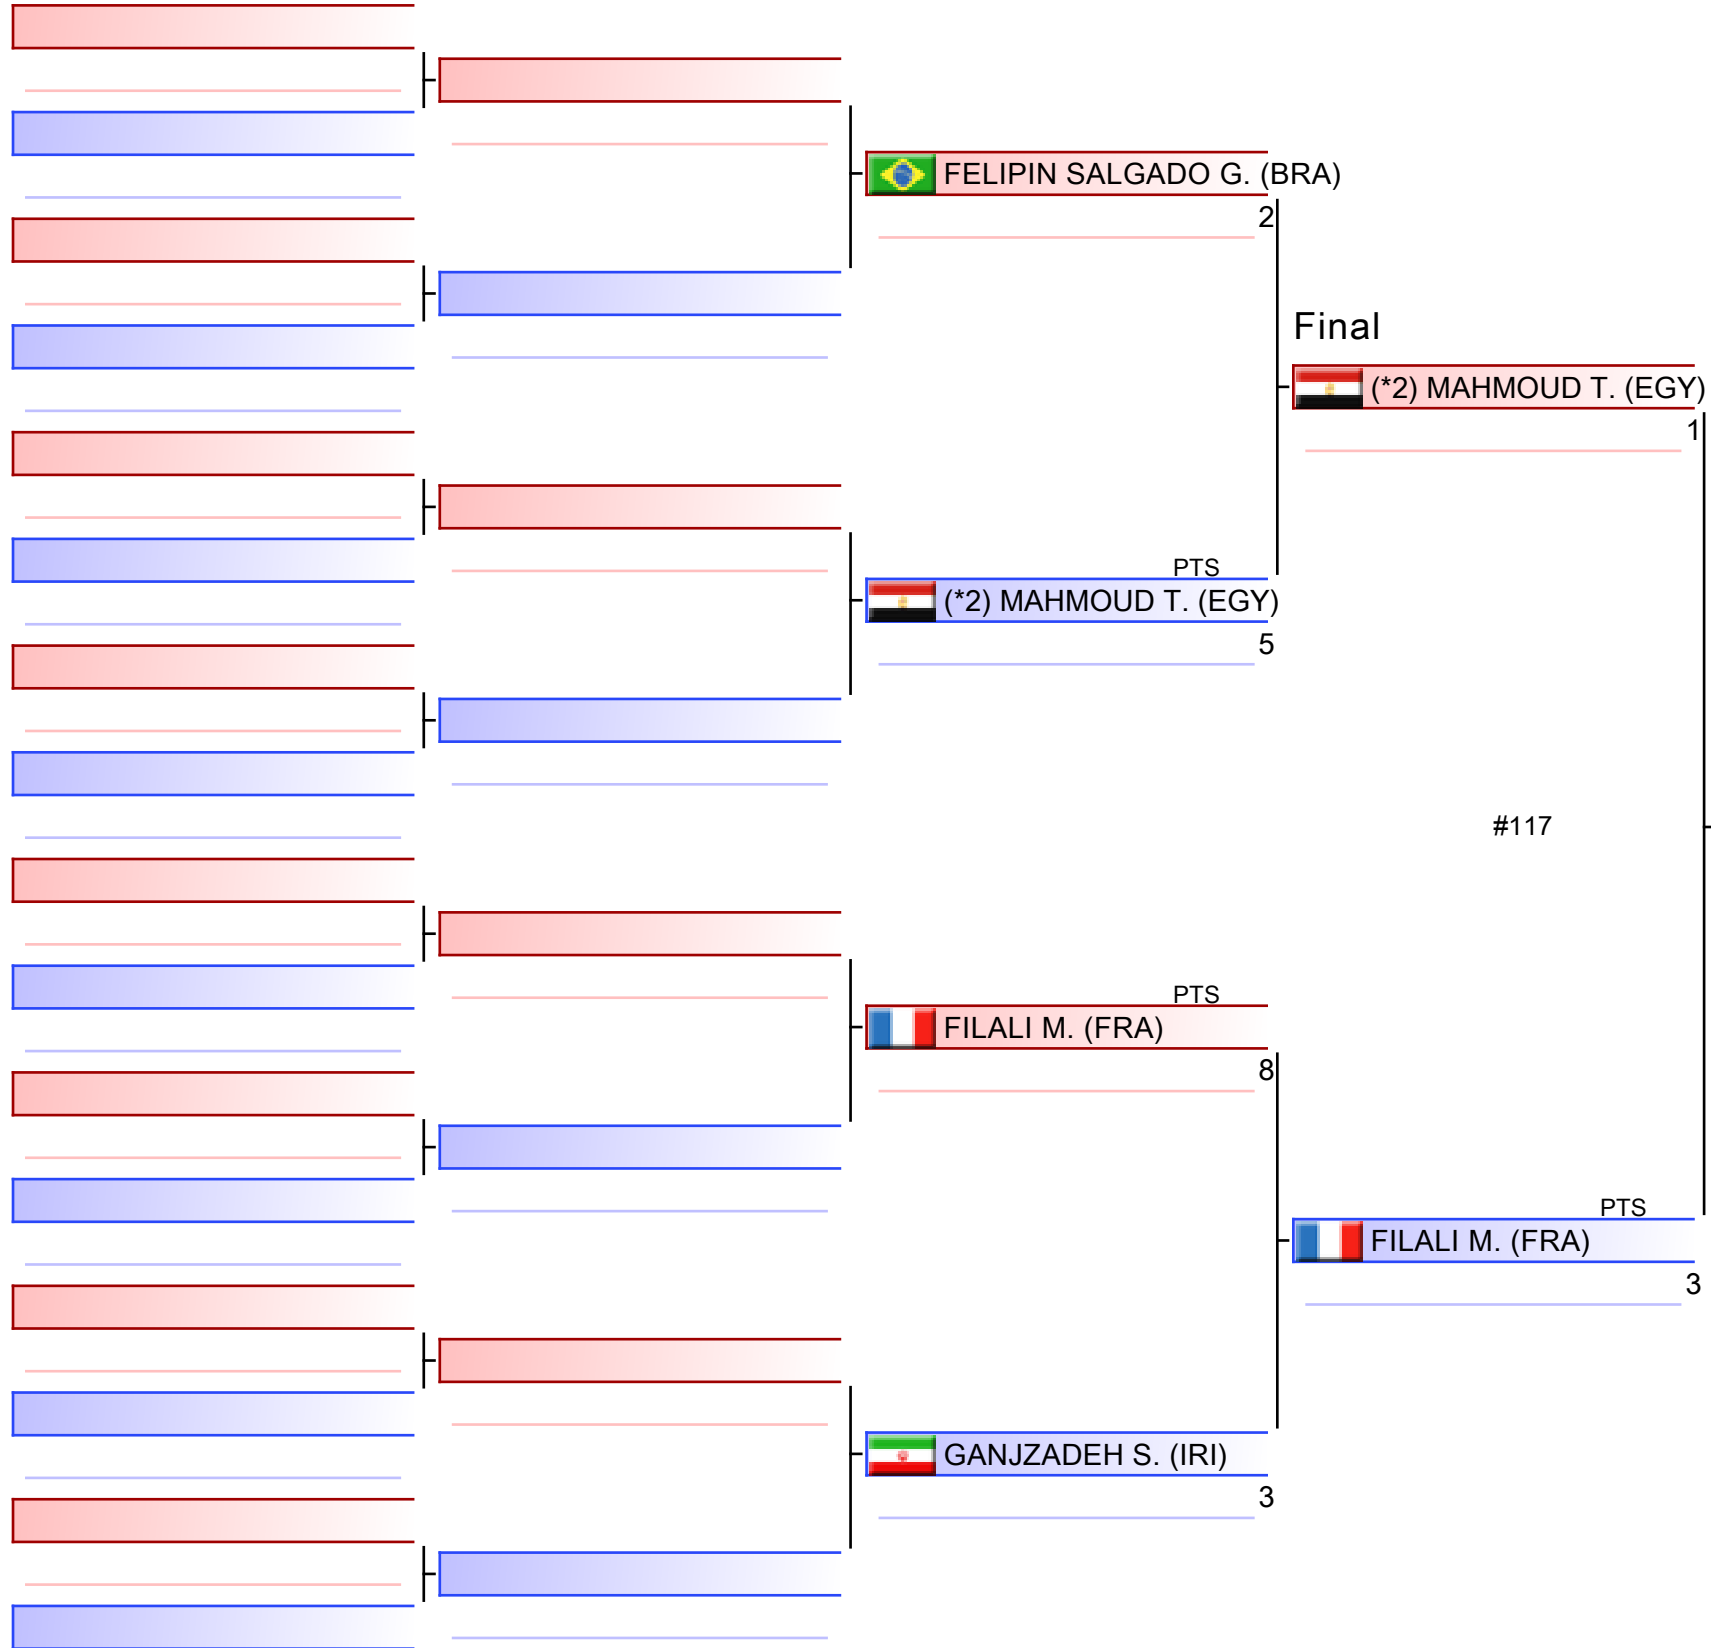 FELIPIN SALGADO G. (BRA)
2
Final
(*2) MAHMOUD T. (EGY)
1
PTS
(*2) MAHMOUD T. (EGY)
5
#117
PTS
FILALI M. (FRA)
8
PTS
FILALI M. (FRA)
3
GANJZADEH S. (IRI)
3